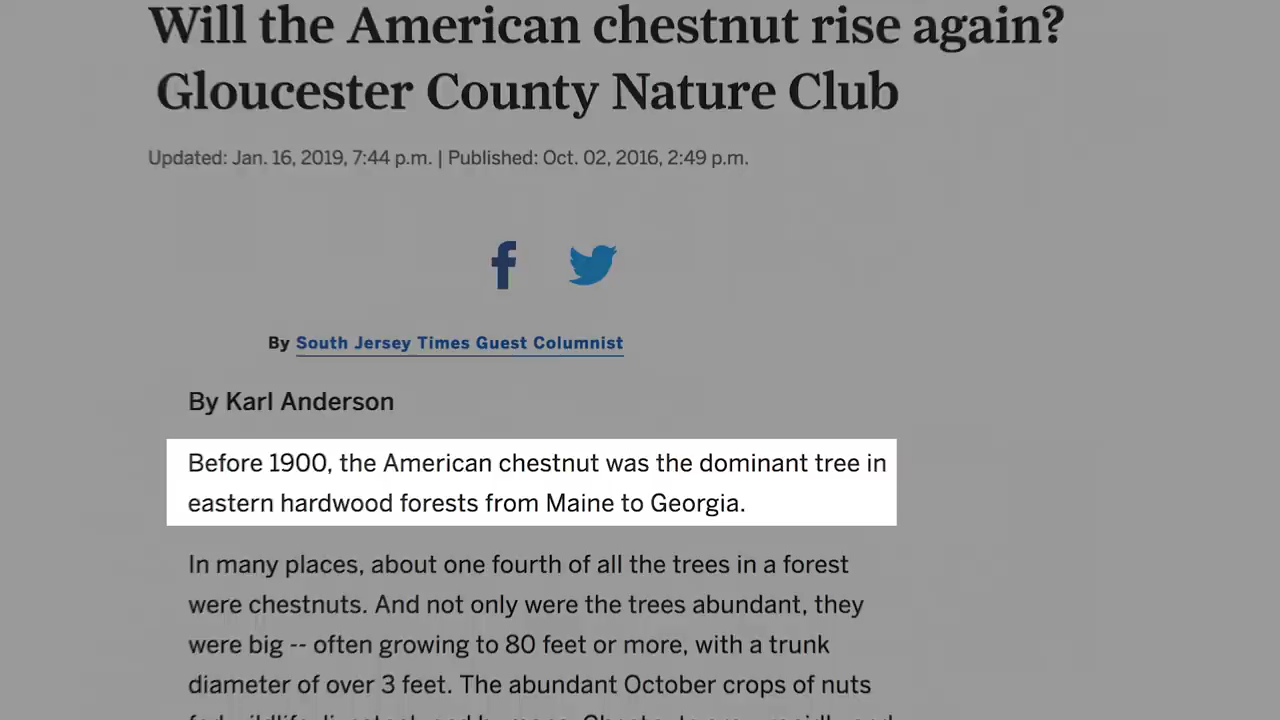 Will the American chestnut rise again?
Gloucester County Nature Club
Updated: Jan. 16, 2019, 7:44 p.m. | Published: Oct. 02, 2016, 2:49 p.m.
By South Jersey Times Guest Columnist
By Karl Anderson
Before 1900, the American chestnut was the dominant tree in
eastern hardwood forests from Maine to Georgia.
In many places, about one fourth of all the trees in a forest
were chestnuts. And not only were the trees abundant, they
were big -- often growing to 80 feet or more, with a trunk
diameter of over 3 feet. The abundant October crops of nuts